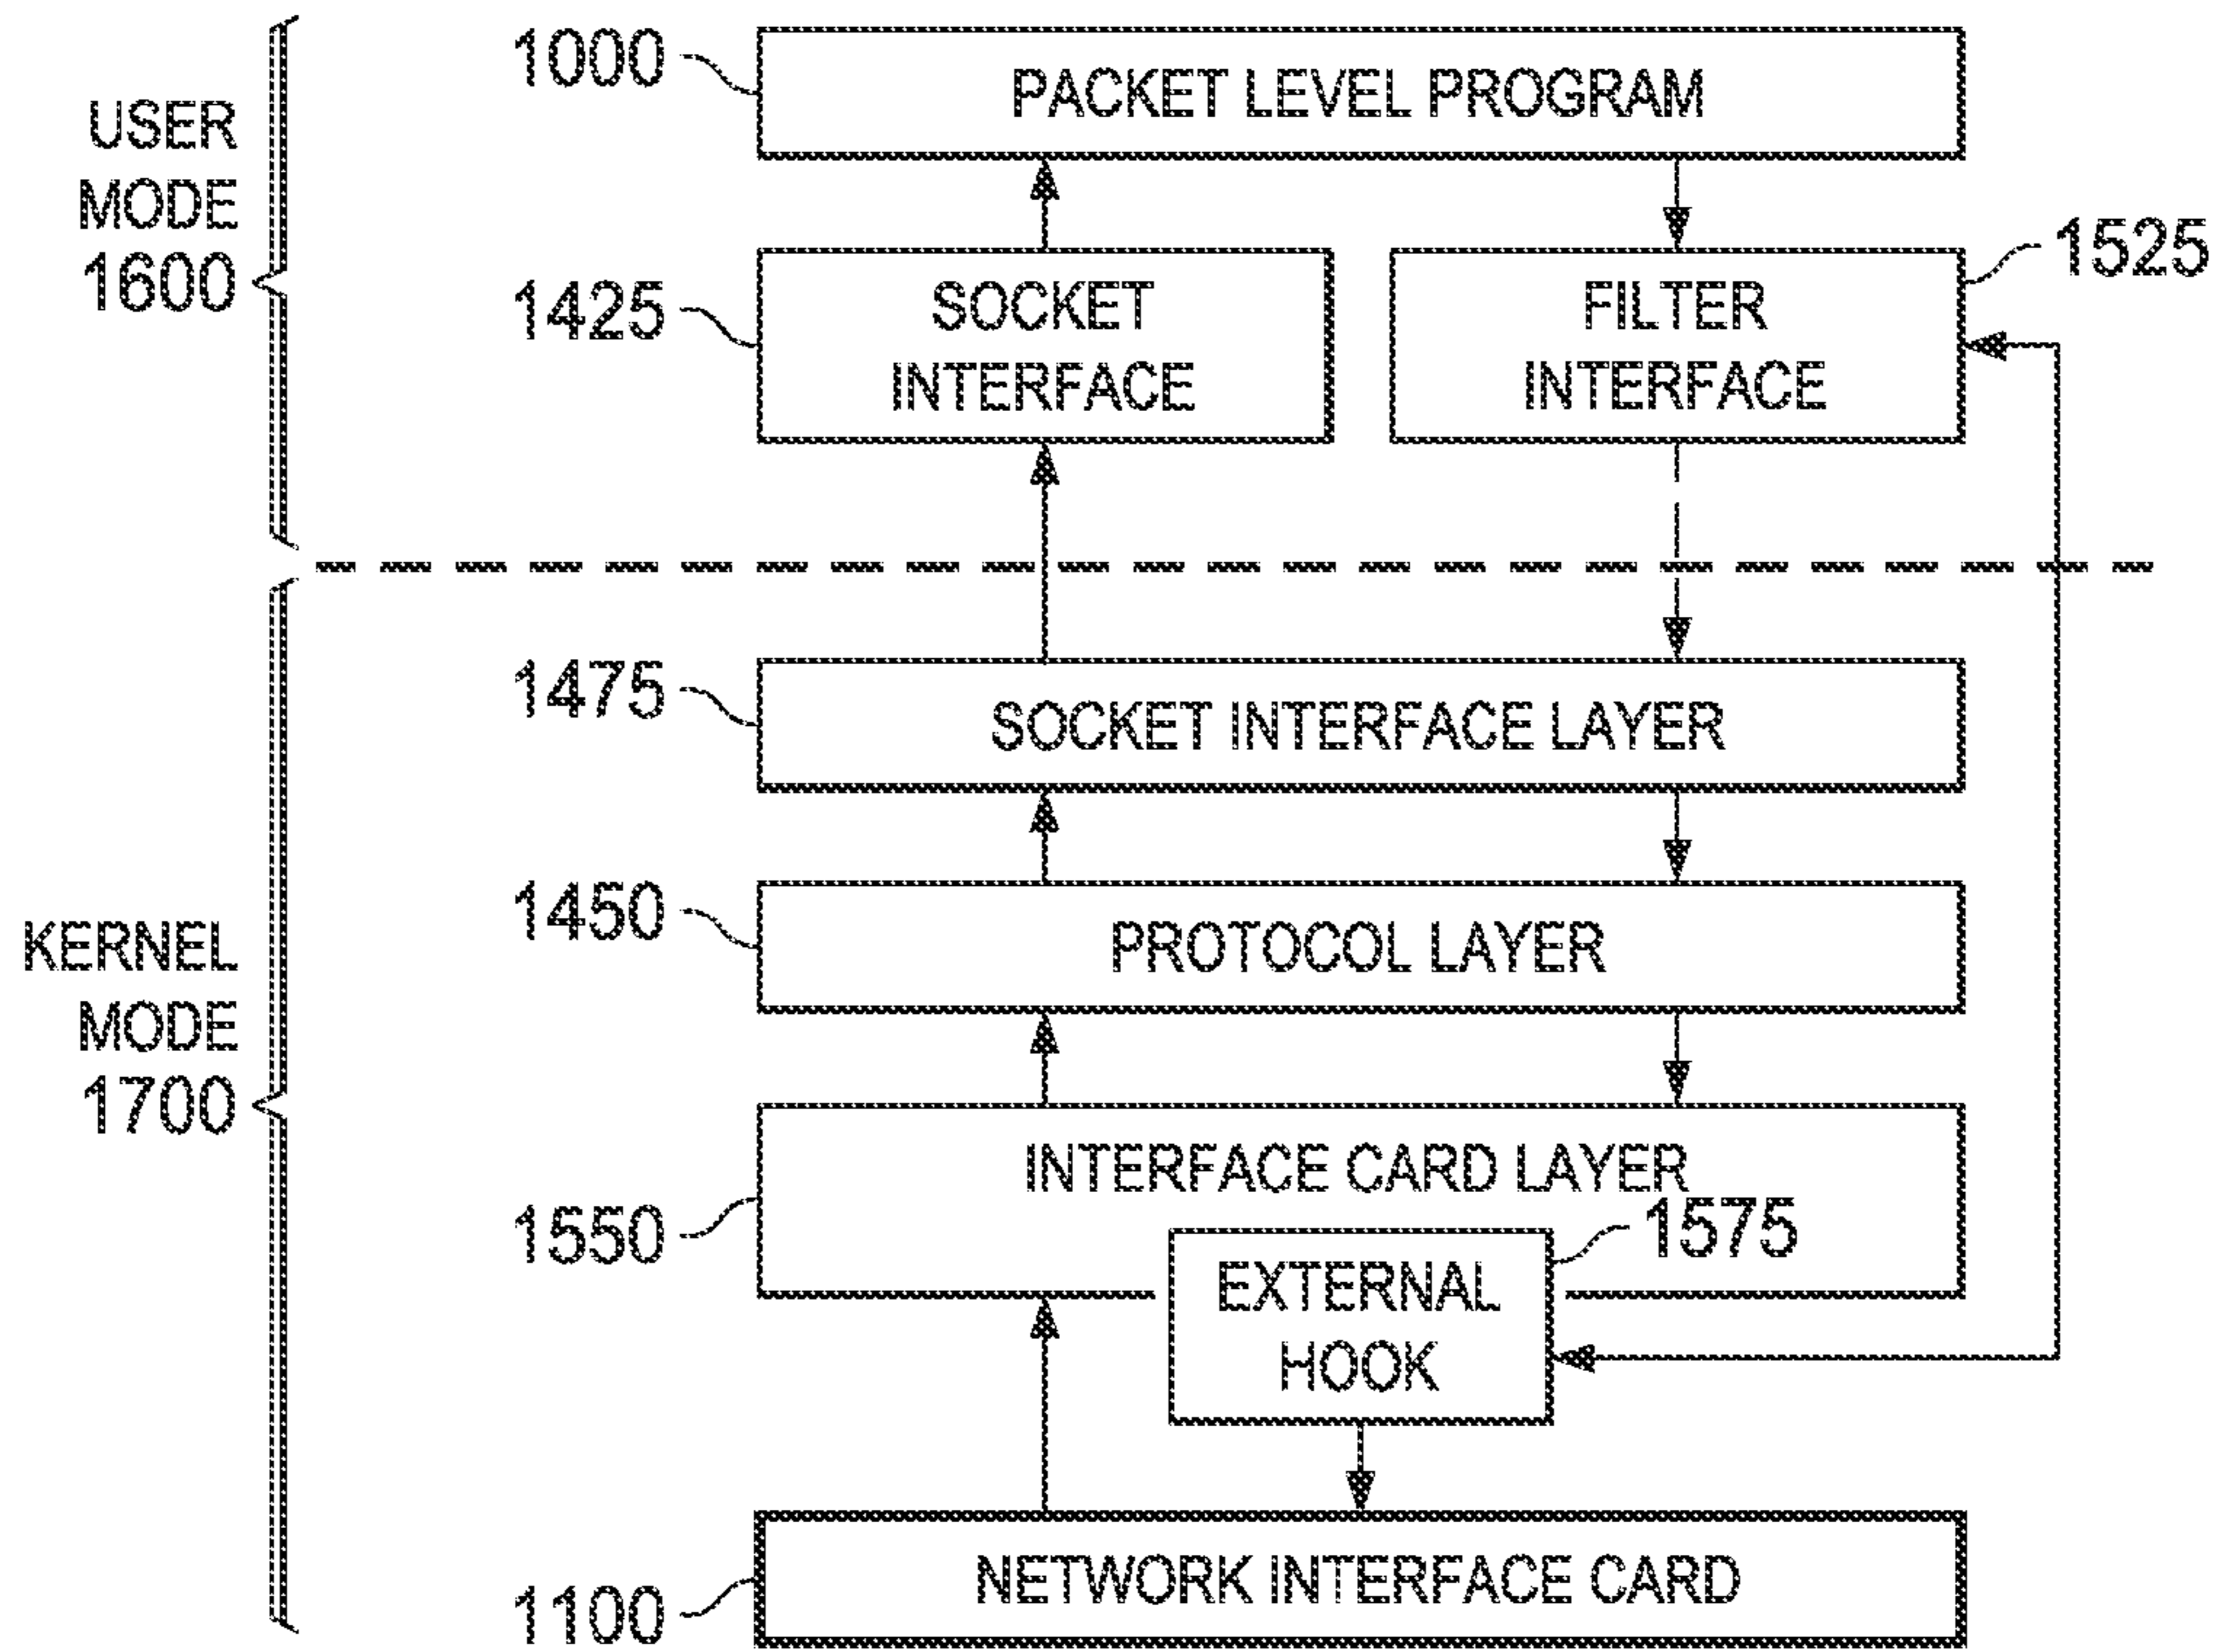 1000
PACKET LEVEL PROGRAM
USER
MODE
1600
1425
SOCKET
INTERFACE
FILTER
INTERFACE
1525
1475
SOCKET INTERFACE LAYER
1450
PROTOCOL LAYER
KERNEL
MODE
1700
INTERFACE CARD LAYER
1550
1575
EXTERNAL
HOOK
1100
NETWORK INTERFACE CARD